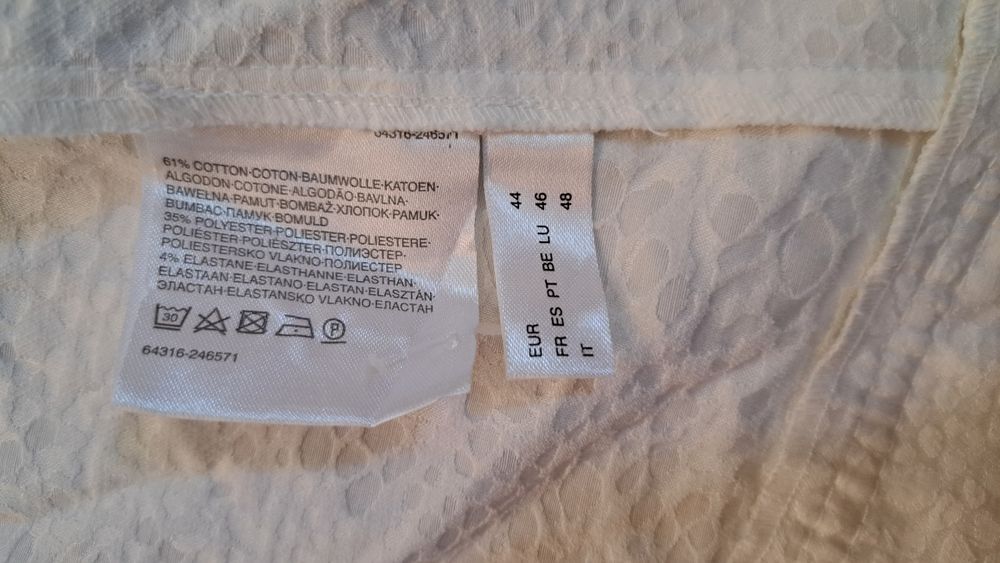 64316-246571
61% COTTON·COTON·BAUMWOLLE·KATOEN·
ALGODON·COTONE·ALGODÃO·BAVLNA·
BAWEŁNA·PAMUT·BOMBAŽ·ХЛОПОК·PAMUK·
BUMBAC·ПАМУК·BOMULD
35% POLYESTER·POLIESTER·POLIESTERE·
POLIÉSTER·POLIÉSZTER·ПОЛИЭСТЕР·
POLIESTERSKO VLAKNO·ПОЛИЕСТЕР
4% ELASTANE·ELASTHANNE·ELASTHAN·
ELASTAAN·ELASTANO·ELASTAN·ELASZTÁN·
ЭЛАСТАН·ELASTANSKO VLAKNO·ЕЛАСТАН
30 P
64316-246571
EUR 44
FR ES PT BE LU 46
IT 48